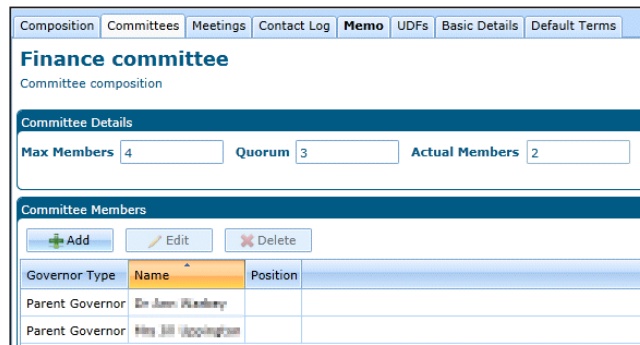 Composition Committees Meetings Contact Log Memo UDFs Basic Details Default Terms
Finance committee
Committee composition
Committee Details
Max Members 4 Quorum 3 Actual Members 2
Committee Members
Add Edit Delete
Governor Type Name Position
Parent Governor
Parent Governor